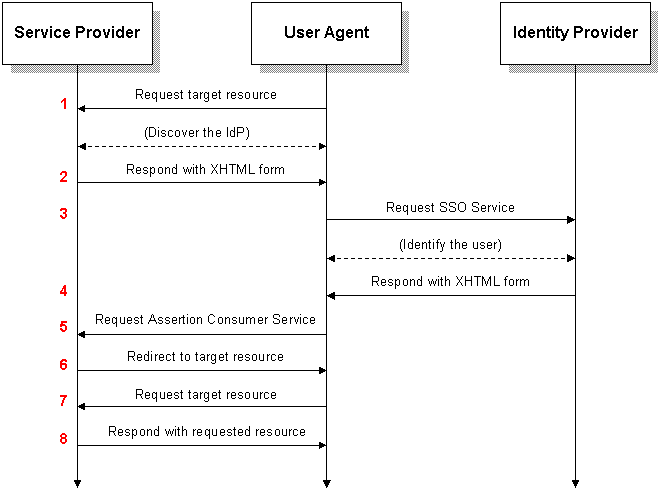 Service Provider
User Agent
Identity Provider
1
Request target resource
(Discover the IdP)
2
Respond with XHTML form
3
Request SSO Service
(Identify the user)
4
Respond with XHTML form
5
Request Assertion Consumer Service
6
Redirect to target resource
7
Request target resource
8
Respond with requested resource